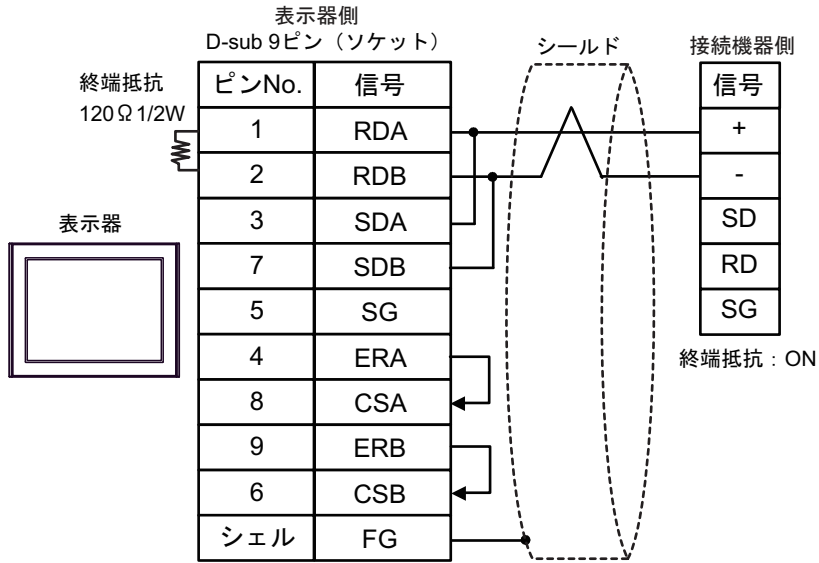 表示器側
D-sub 9ピン（ソケット）
シールド
接続機器側
終端抵抗
120Ω 1/2W
ピンNo. 信号
信号
1 RDA
+
2 RDB
-
3 SDA
SD
表示器
7 SDB
RD
5 SG
SG
4 ERA
終端抵抗：ON
8 CSA
9 ERB
6 CSB
シェル FG